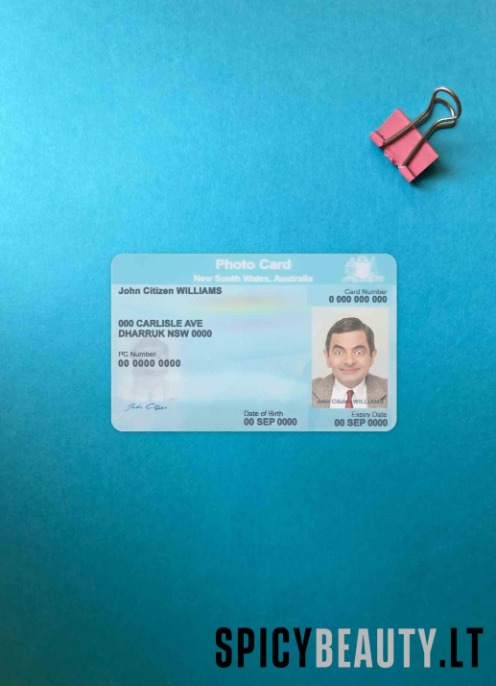 Photo Card
New South Wales, Australia
John Citizen WILLIAMS
Card Number
0 000 000 000
000 CARLISLE AVE
DHARRUK NSW 0000
PC Number
00 0000 0000
John Citizen WILLIAMS
Date of Birth
00 SEP 0000
Expiry Date
00 SEP 0000
SPICYBEAUTY.LT